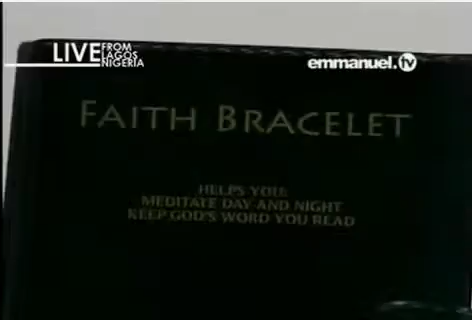 LIVE FROM LAGOS NIGERIA
emmanuel.tv
FAITH BRACELET
HELPS YOU:
MEDITATE DAY AND NIGHT
KEEP GOD'S WORD YOU READ